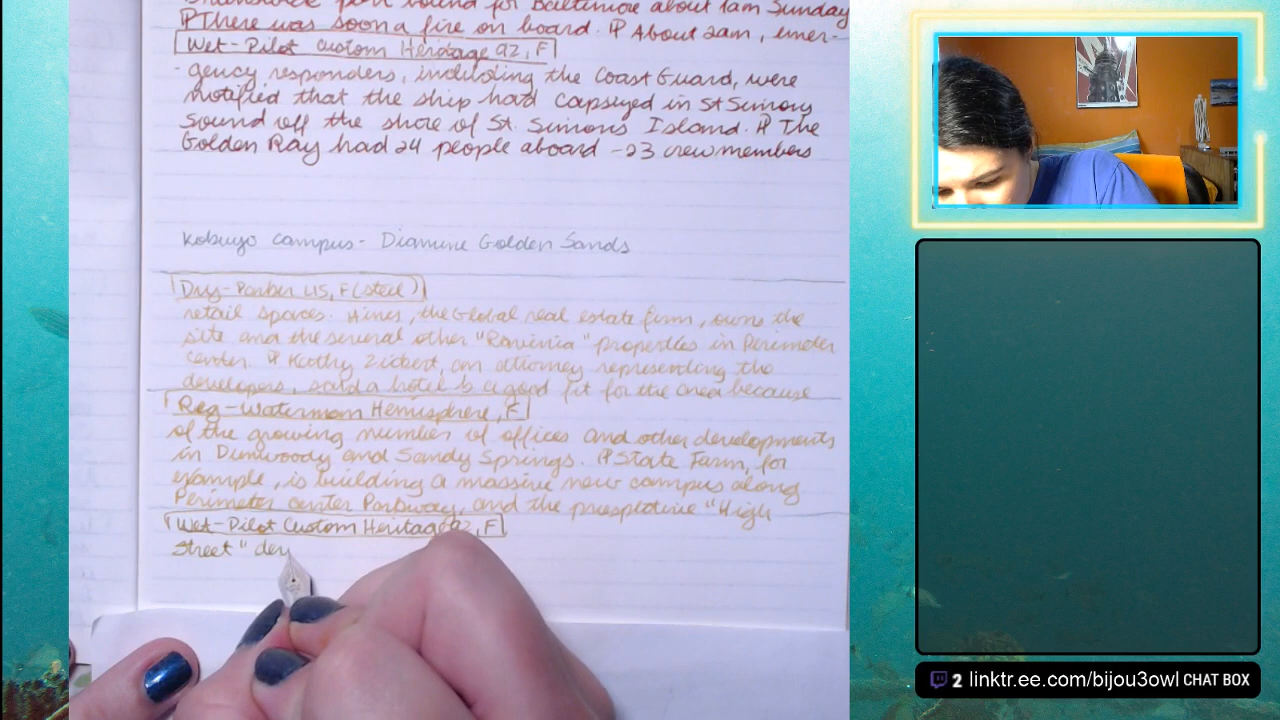 port bound for Baltimore about 1am Sunday
¶ There was soon a fire on board. ¶ About 2am, emer-
Wet-Pilot Custom Heritage 92, F
- gency responders, including the Coast Guard, were
notified that the ship had capsized in St Simons
Sound off the shore of St. Simons Island. ¶ The
Golden Ray had 24 people aboard - 23 crewmembers
Kobuyo Campus - Diamine Golden Sands
Dry-Parker US, F (steel)
retail spaces. Hines, the Global real estate firm, owns the
site and the several other "Ravinia" properties in Perimeter
Center. ¶ Kathy Zickert, an attorney representing the
developers, said a hotel is a good fit for the area because
Reg-Waterman Hemisphere, F
of the growing number of offices and other developments
in Dunwoody and Sandy Springs. ¶ State Farm, for
example, is building a massive new campus along
Perimeter Center Parkway, and the prospective "High
Wet-Pilot Custom Heritage 92, F
Street" dev
2 linktr.ee.com/bijou3owl CHAT BOX